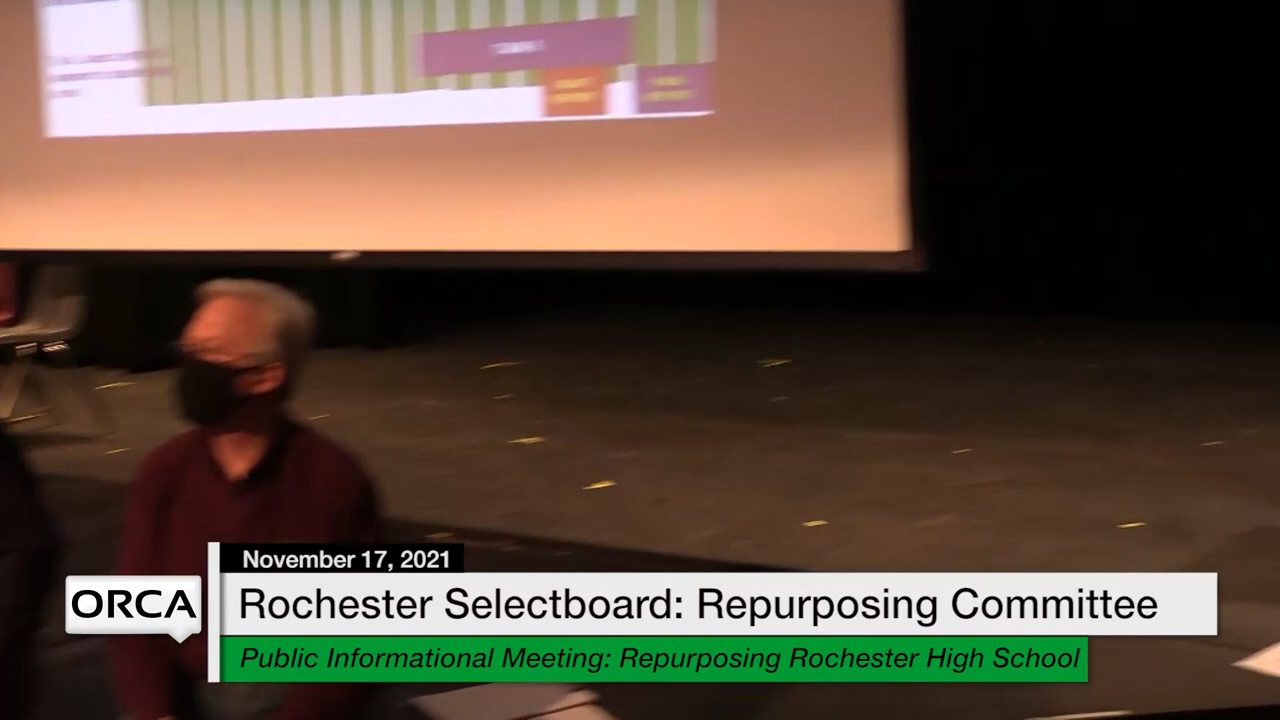 November 17, 2021
ORCA
Rochester Selectboard: Repurposing Committee
Public Informational Meeting: Repurposing Rochester High School